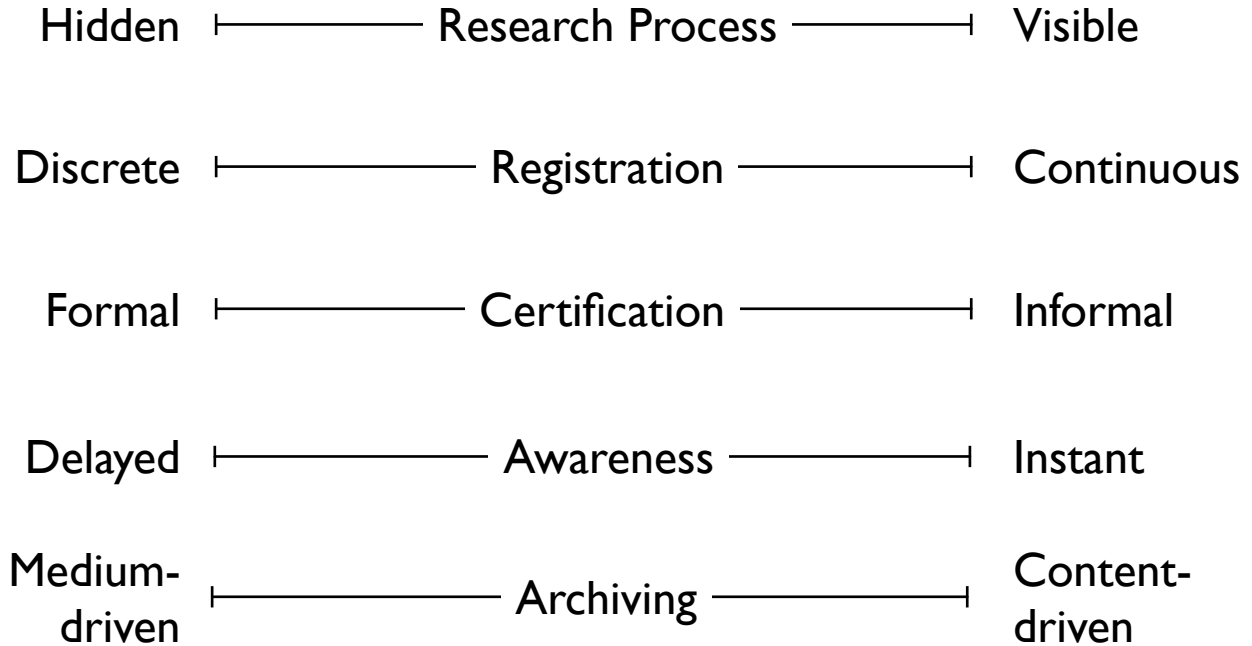 Hidden Research Process Visible
Discrete Registration Continuous
Formal Certification Informal
Delayed Awareness Instant
Medium-
driven
Archiving
Content-
driven